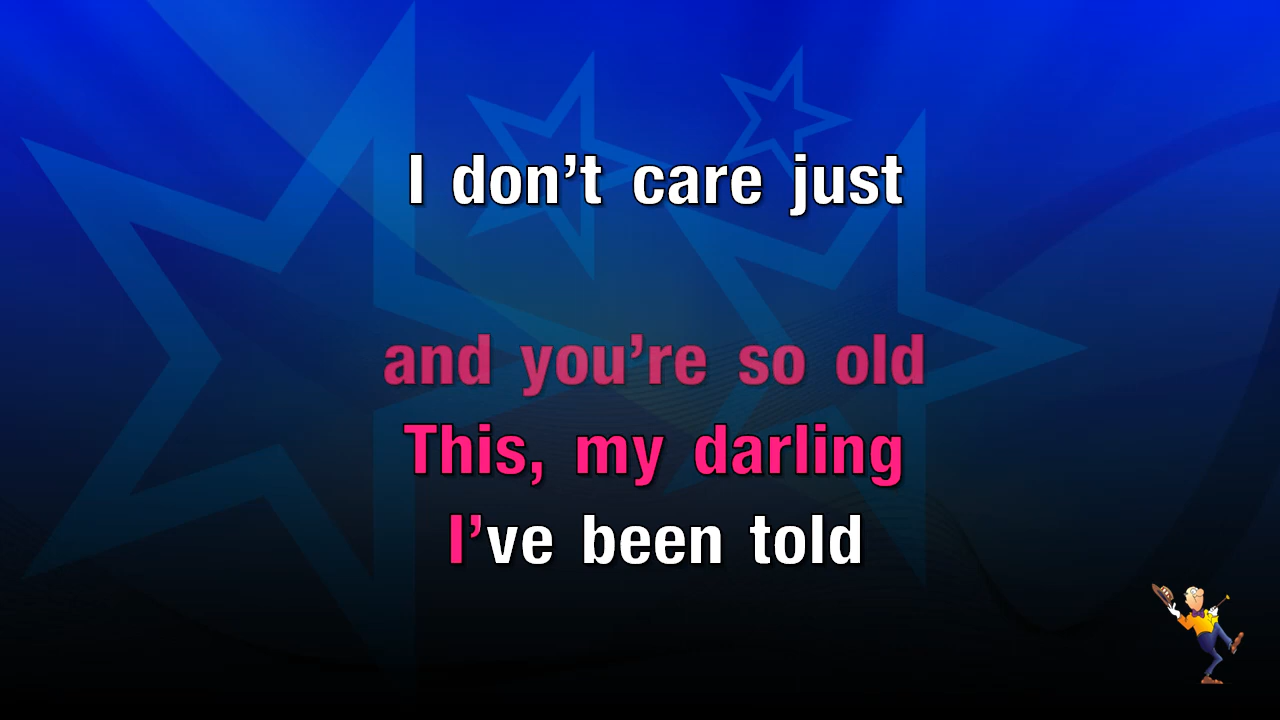 I don’t care just
and you’re so old
This, my darling
I’ve been told